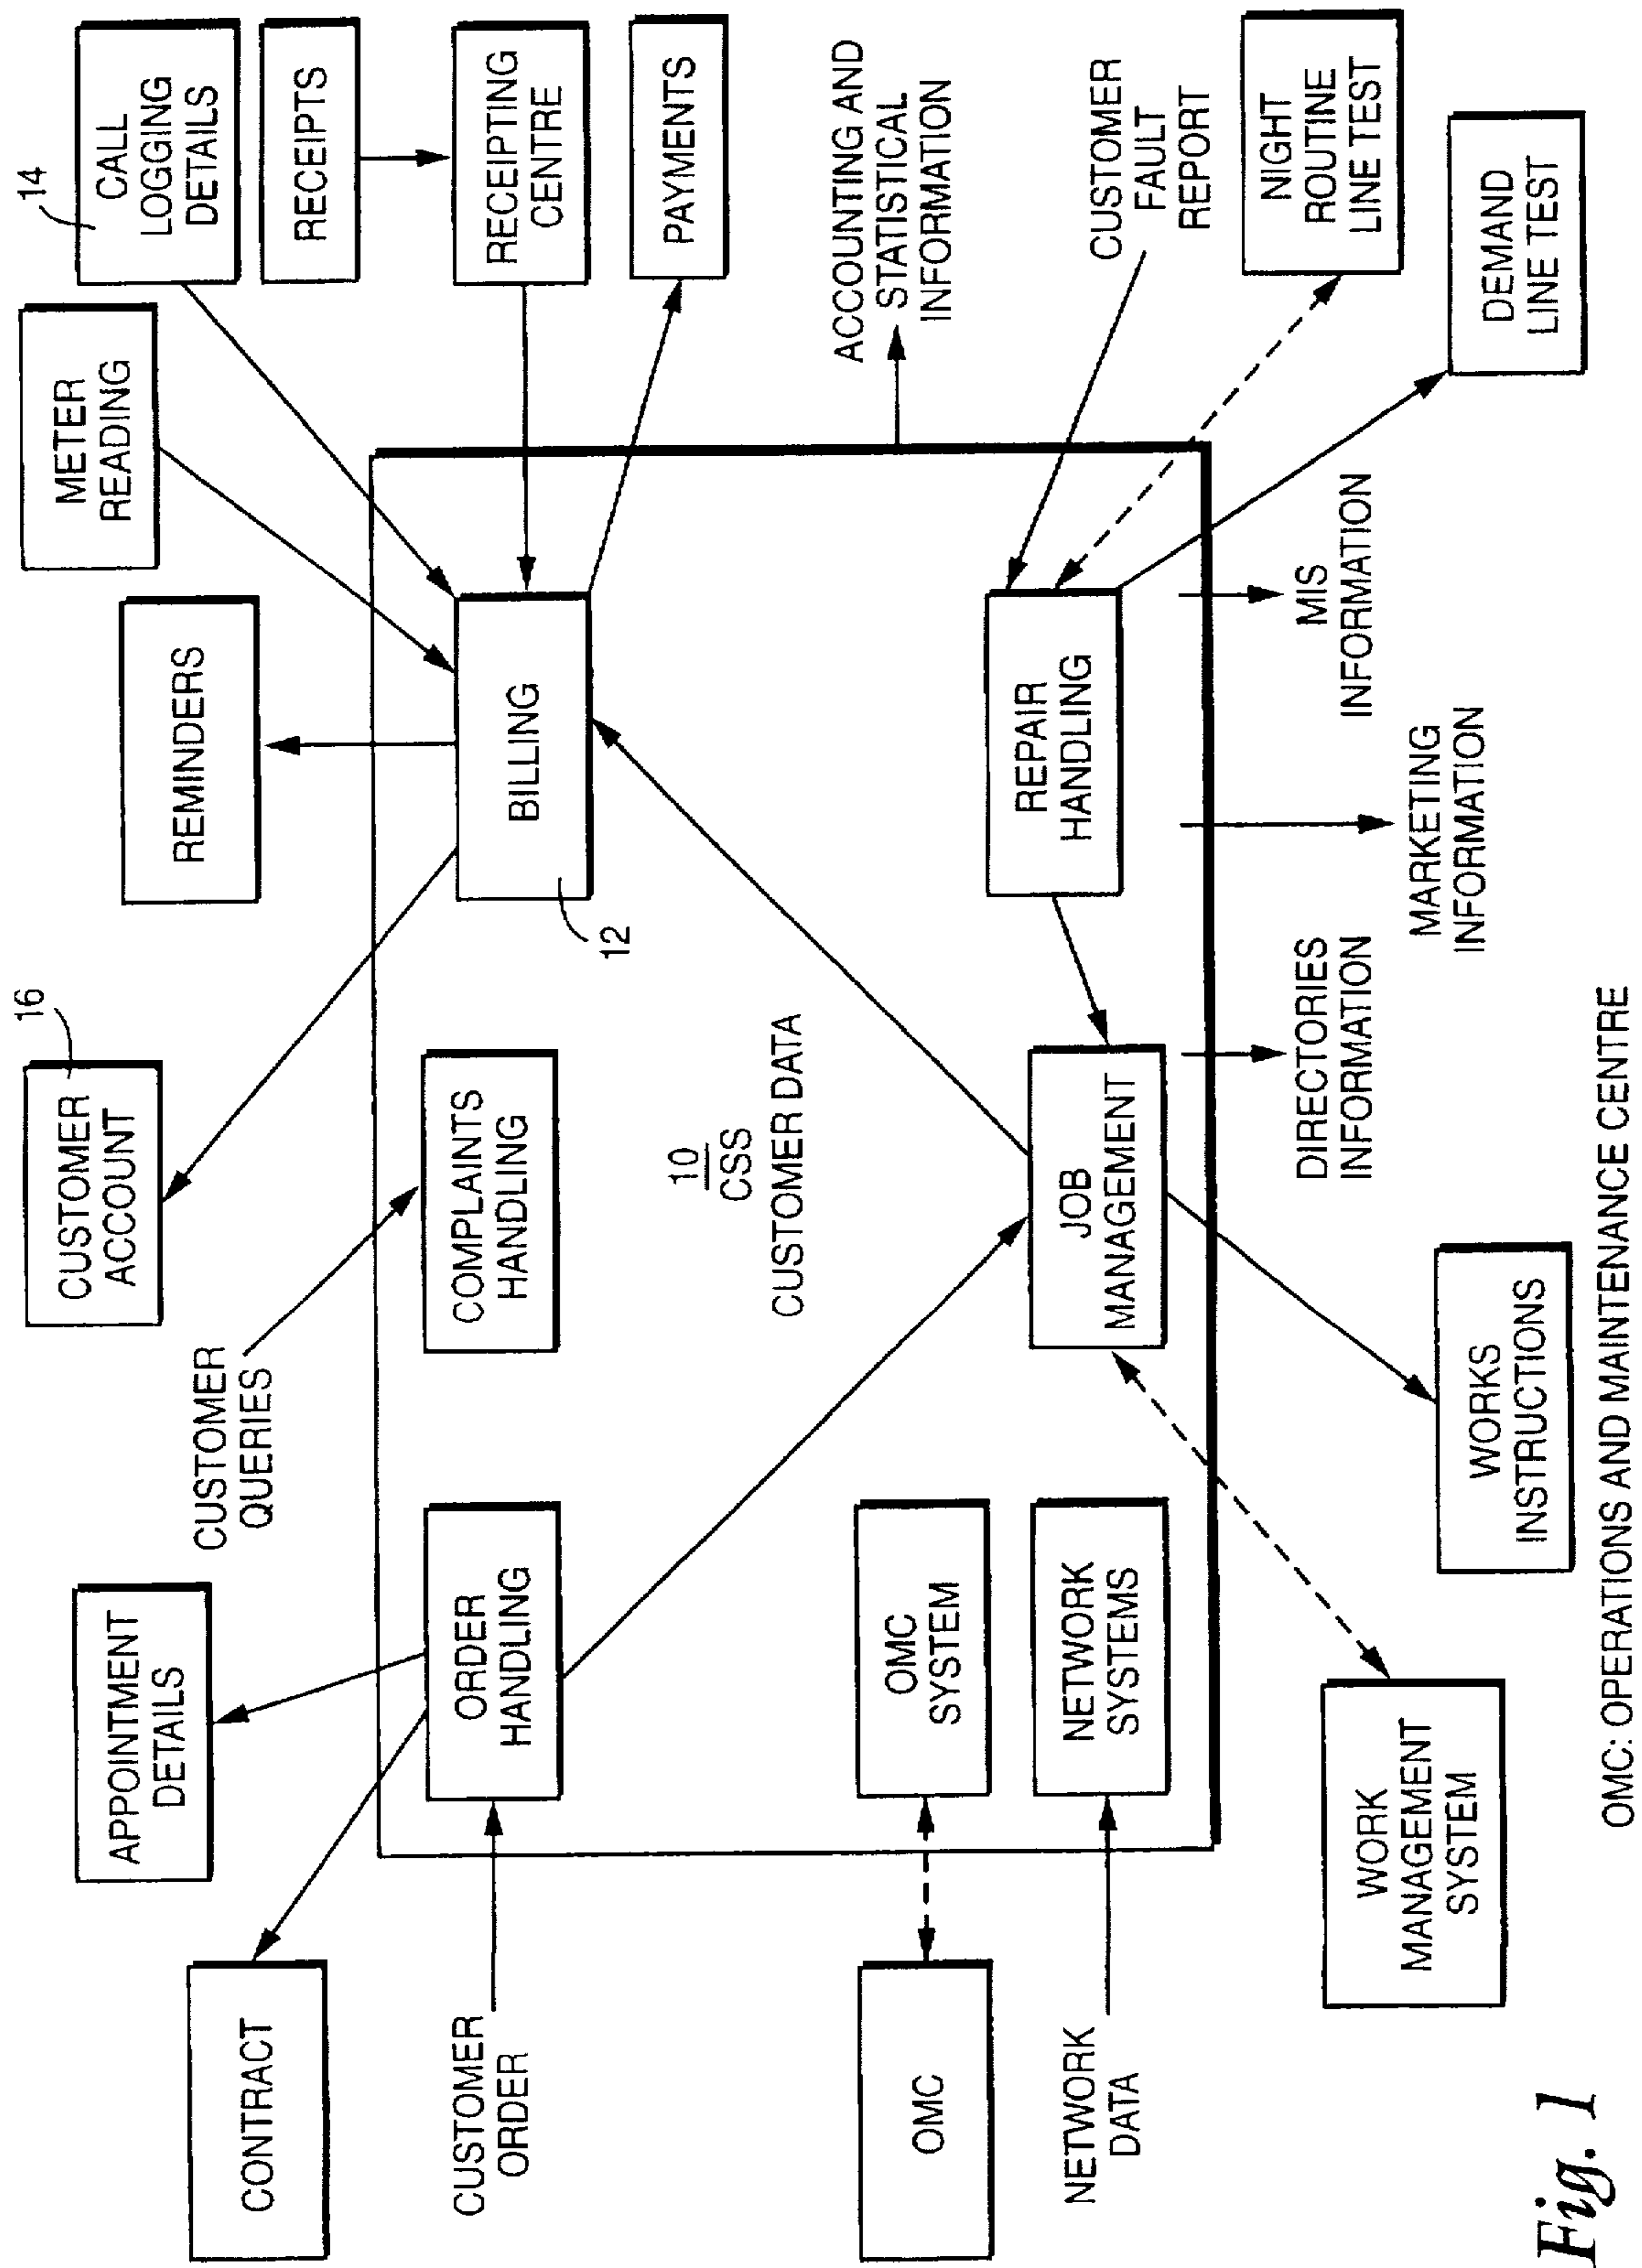 CONTRACT
APPOINTMENT
DETAILS
CUSTOMER
QUERIES
CUSTOMER
ACCOUNT
16
REMINDERS
METER
READING
14
CALL
LOGGING
DETAILS
RECEIPTS
RECEIPTING
CENTRE
PAYMENTS
CUSTOMER
ORDER
ORDER
HANDLING
COMPLAINTS
HANDLING
BILLING
12
10
CSS
CUSTOMER DATA
ACCOUNTING AND
STATISTICAL
INFORMATION
OMC
OMC
SYSTEM
NETWORK
DATA
NETWORK
SYSTEMS
JOB
MANAGEMENT
REPAIR
HANDLING
CUSTOMER
FAULT
REPORT
NIGHT
ROUTINE
LINE TEST
DEMAND
LINE TEST
WORK
MANAGEMENT
SYSTEM
WORKS
INSTRUCTIONS
DIRECTORIES
INFORMATION
MARKETING
INFORMATION
MIS
INFORMATION
OMC: OPERATIONS AND MAINTENANCE CENTRE
Fig. 1